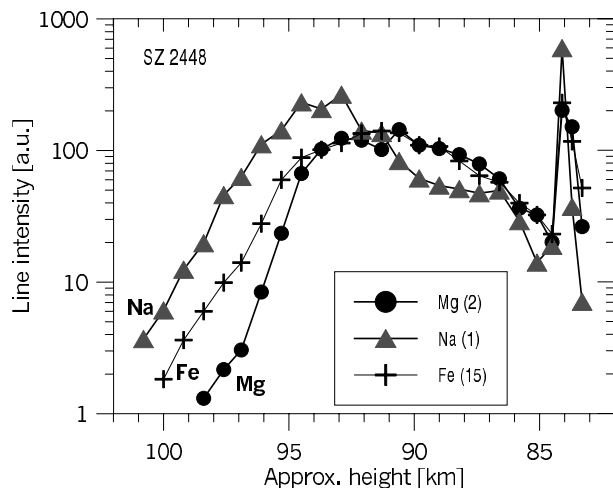 1000
SZ 2448
100
10
1
Line intensity [a.u.]
Na
Fe
Mg
Mg (2)
Na (1)
Fe (15)
100
95
90
85
Approx. height [km]